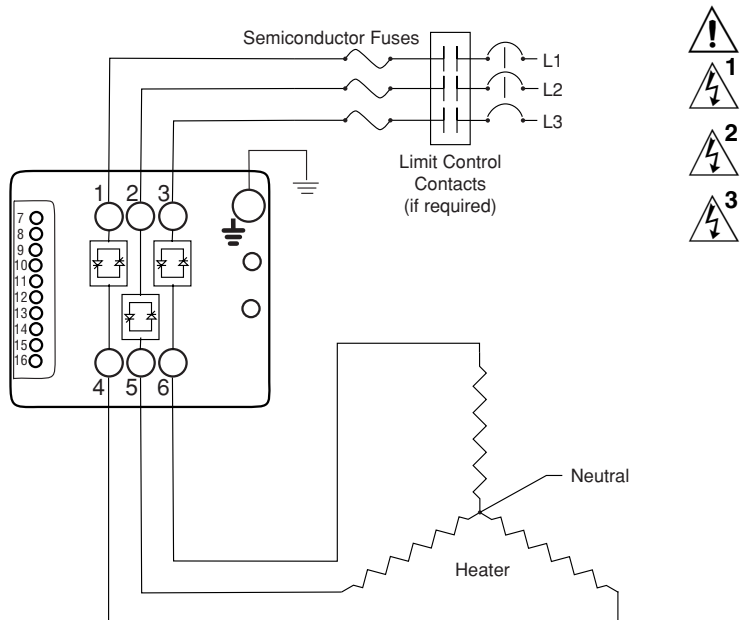 Semiconductor Fuses
L1
L2
L3
Limit Control
Contacts
(if required)
1 2 3
7
8
9
10
11
12
13
14
15
16
4 5 6
Neutral
Heater
!
1
2
3